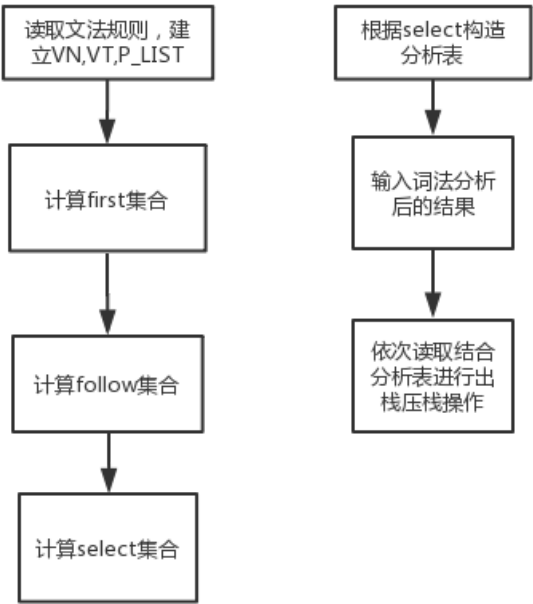 读取文法规则，建
立VN,VT,P_LIST
计算first集合
计算follow集合
计算select集合
根据select构造
分析表
输入词法分析
后的结果
依次读取结合
分析表进行出
栈压栈操作